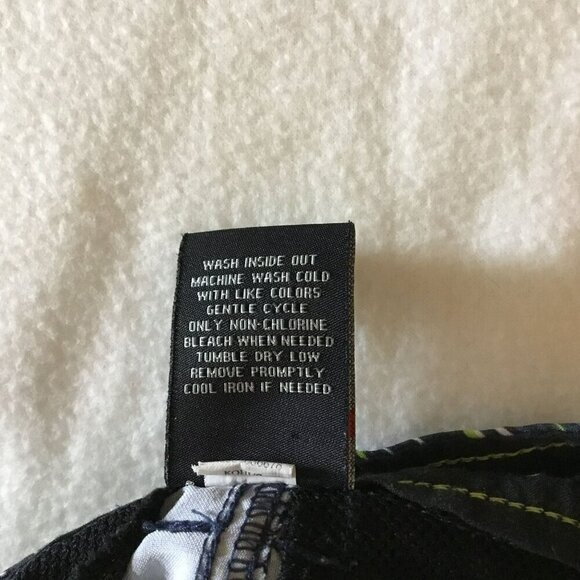 WASH INSIDE OUT
MACHINE WASH COLD
WITH LIKE COLORS
GENTLE CYCLE
ONLY NON-CHLORINE
BLEACH WHEN NEEDED
TUMBLE DRY LOW
REMOVE PROMPTLY
COOL IRON IF NEEDED